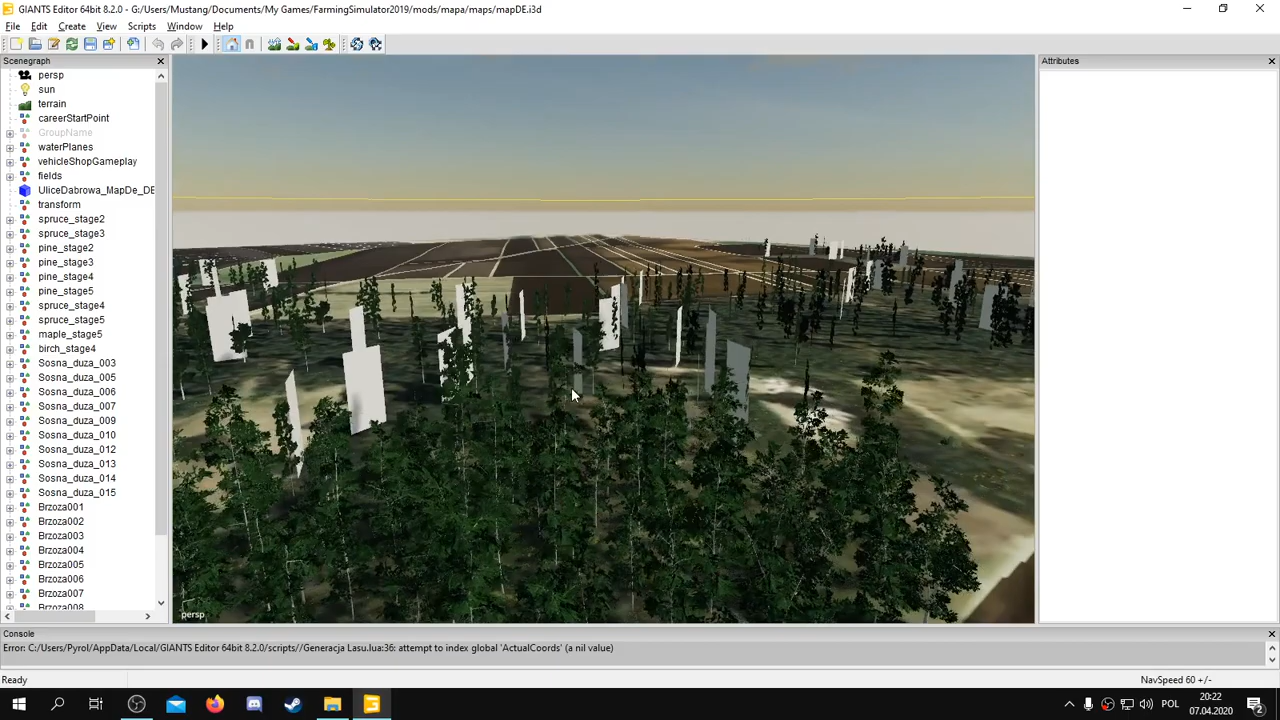 GIANTS Editor 64bit 8.2.0 - G:/Users/Mustang/Documents/My Games/FarmingSimulator2019/mods/mapa/maps/mapDE.i3d
File Edit Create View Scripts Window Help
Scenegraph
Attributes
persp
sun
terrain
careerStartPoint
GroupName
waterPlanes
vehicleShopGameplay
fields
UliceDabrowa_MapDe_DE
transform
spruce_stage2
spruce_stage3
pine_stage2
pine_stage3
pine_stage4
pine_stage5
spruce_stage4
spruce_stage5
maple_stage5
birch_stage4
Sosna_duza_003
Sosna_duza_005
Sosna_duza_006
Sosna_duza_007
Sosna_duza_009
Sosna_duza_010
Sosna_duza_012
Sosna_duza_013
Sosna_duza_014
Sosna_duza_015
Brzoza001
Brzoza002
Brzoza003
Brzoza004
Brzoza005
Brzoza006
Brzoza007
Brzoza008
persp
Console
Error: C:/Users/Pyrol/AppData/Local/GIANTS Editor 64bit 8.2.0/scripts//Generacja Lasu.lua:36: attempt to index global 'ActualCoords' (a nil value)
Ready
NavSpeed 60 +/-
POL
20:22
07.04.2020
2